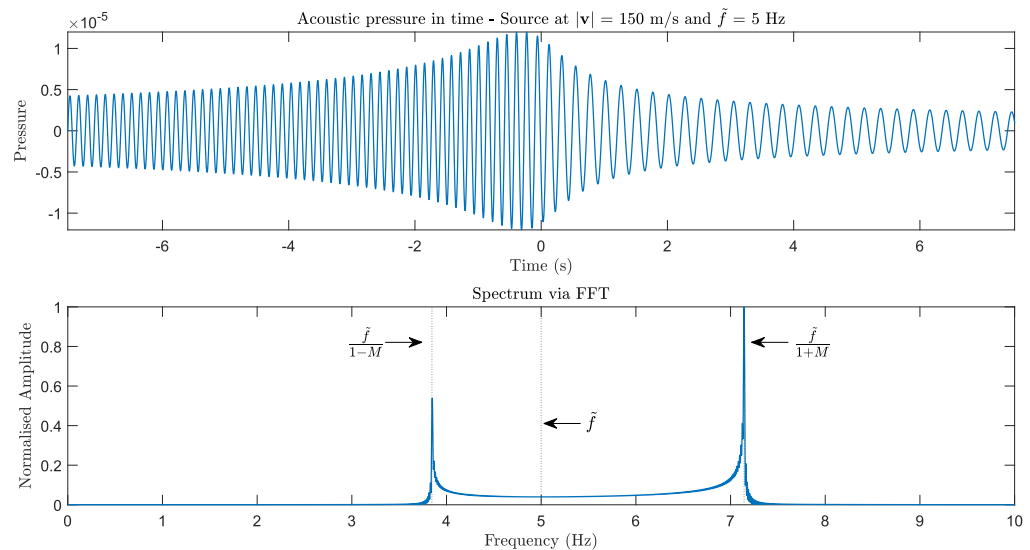 Acoustic pressure in time - Source at |v| = 150 m/s and f̃ = 5 Hz
×10⁻⁵
1
0.5
0
-0.5
-1
Pressure
-6 -4 -2 0 2 4 6
Time (s)
Spectrum via FFT
1
0.8
0.6
0.4
0.2
0
Normalised Amplitude
f̃/1−M
f̃/1+M
f̃
0 1 2 3 4 5 6 7 8 9 10
Frequency (Hz)